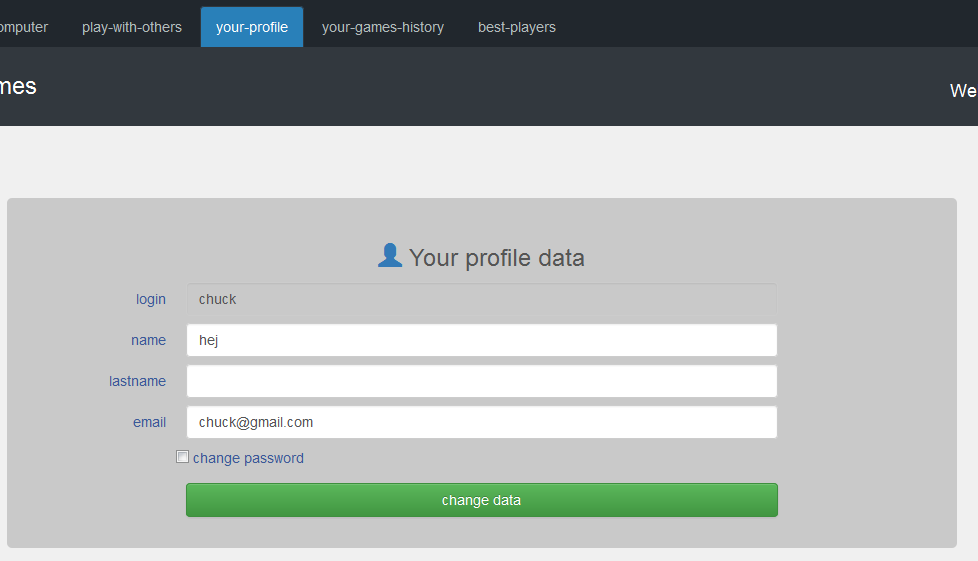 omputer play-with-others your-profile your-games-history best-players
mes
We
Your profile data
login chuck
name hej
lastname
email chuck@gmail.com
change password
change data